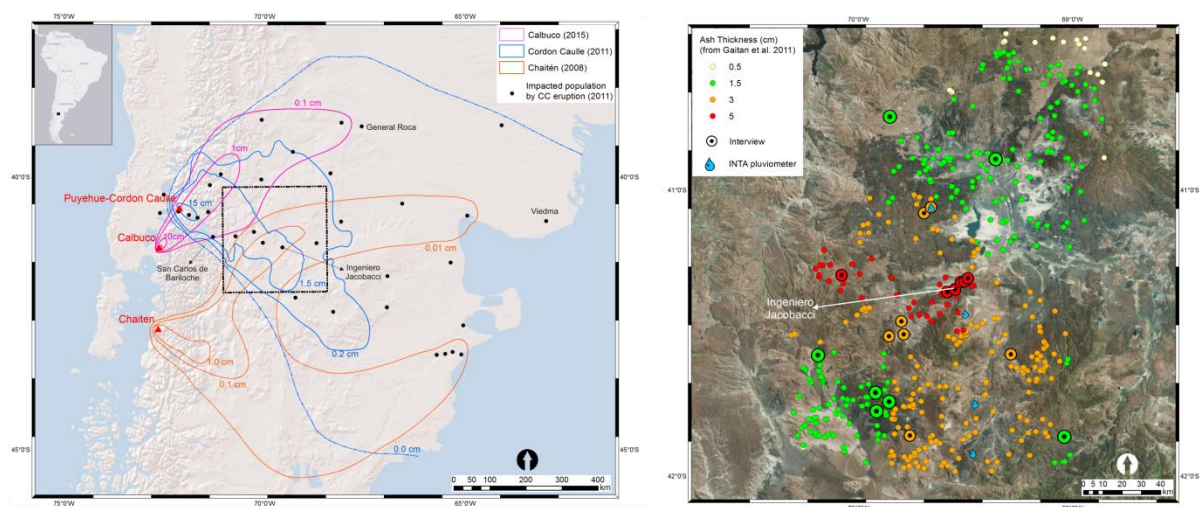 75°0'W
70°0'W
65°0'W
Calbuco (2015)
Cordon Caulle (2011)
Chaitén (2008)
Impacted population
by CC eruption (2011)
0.1 cm
General Roca
1cm
40°0'S
40°0'S
Puyehue-Cordon Caulle
15 cm
Viedma
10cm
Calbuco
0.01 cm
San Carlos de
Bariloche
Ingeniero
Jacobacci
1.5 cm
Chaiten
0.2 cm
1.0 cm
0.1 cm
45°0'S
0.0 cm
45°0'S
0 50 100 200 300 400
km
75°0'W
70°0'W
65°0'W
70°0'W
69°0'W
Ash Thickness (cm)
(from Gaitan et al. 2011)
0.5
1.5
3
5
Interview
INTA pluviometer
41°0'S
41°0'S
Ingeniero
Jacobacci
42°0'S
42°0'S
0 5 10 20 30 40
km
70°0'W
69°0'W